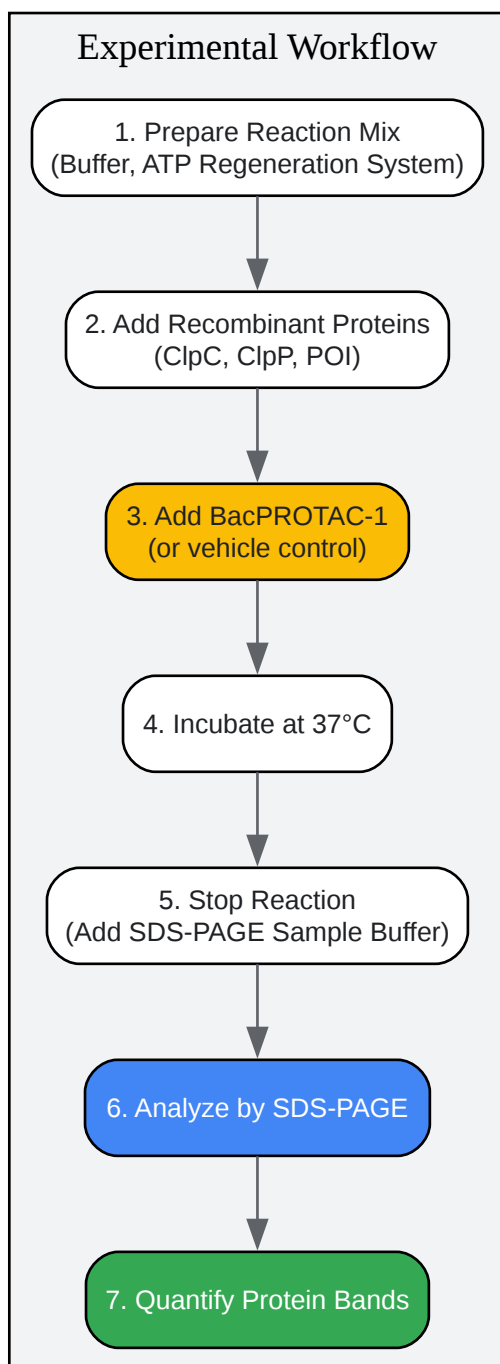 Experimental Workflow
1. Prepare Reaction Mix
(Buffer, ATP Regeneration System)
2. Add Recombinant Proteins
(ClpC, ClpP, POI)
3. Add BacPROTAC-1
(or vehicle control)
4. Incubate at 37°C
5. Stop Reaction
(Add SDS-PAGE Sample Buffer)
6. Analyze by SDS-PAGE
7. Quantify Protein Bands